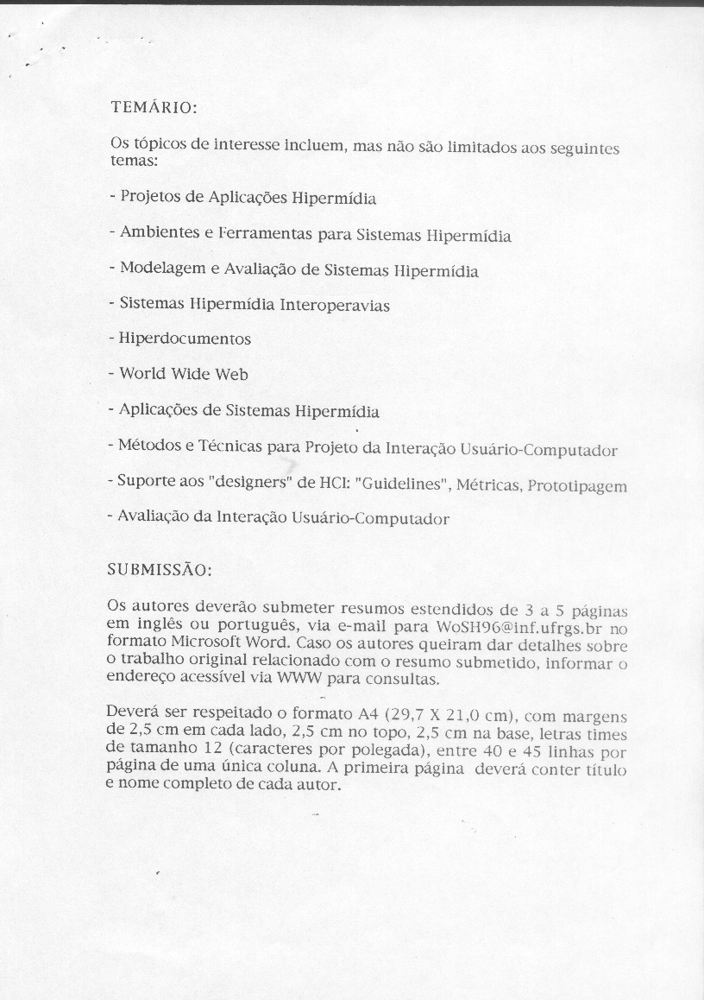 TEMÁRIO:
Os tópicos de interesse incluem, mas não são limitados aos seguintes
temas:
- Projetos de Aplicações Hipermídia
- Ambientes e Ferramentas para Sistemas Hipermídia
- Modelagem e Avaliação de Sistemas Hipermídia
- Sistemas Hipermídia Interoperavias
- Hiperdocumentos
- World Wide Web
- Aplicações de Sistemas Hipermídia
- Métodos e Técnicas para Projeto da Interação Usuário-Computador
- Suporte aos "designers" de HCI: "Guidelines", Métricas, Prototipagem
- Avaliação da Interação Usuário-Computador
SUBMISSÃO:
Os autores deverão submeter resumos estendidos de 3 a 5 páginas
em inglês ou português, via e-mail para WoSH96@inf.ufrgs.br no
formato Microsoft Word. Caso os autores queiram dar detalhes sobre
o trabalho original relacionado com o resumo submetido, informar o
endereço acessível via WWW para consultas.
Deverá ser respeitado o formato A4 (29,7 X 21,0 cm), com margens
de 2,5 cm em cada lado, 2,5 cm no topo, 2,5 cm na base, letras times
de tamanho 12 (caracteres por polegada), entre 40 e 45 linhas por
página de uma única coluna. A primeira página deverá conter título
e nome completo de cada autor.